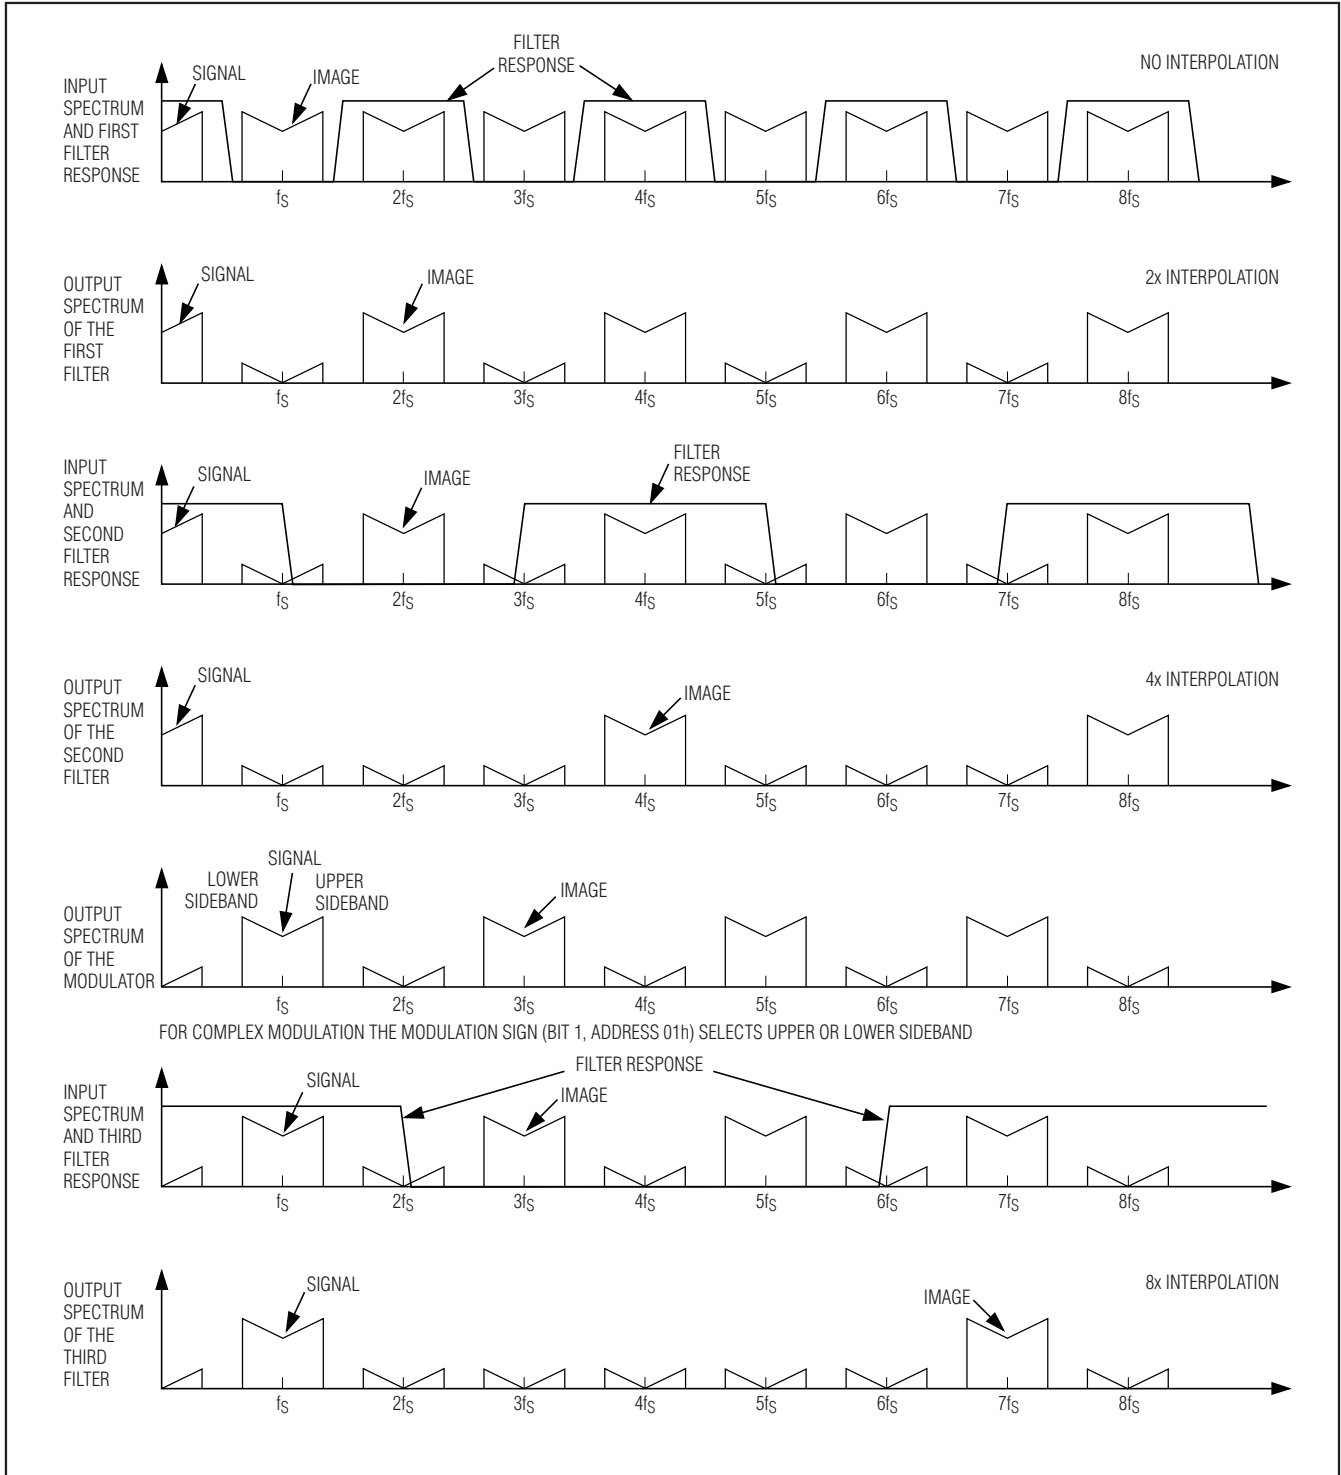 FILTER
RESPONSE
NO INTERPOLATION
SIGNAL
IMAGE
INPUT
SPECTRUM
AND FIRST
FILTER
RESPONSE
fS 2fS 3fS 4fS 5fS 6fS 7fS 8fS
SIGNAL
IMAGE
2x INTERPOLATION
OUTPUT
SPECTRUM
OF THE
FIRST
FILTER
fS 2fS 3fS 4fS 5fS 6fS 7fS 8fS
FILTER
RESPONSE
SIGNAL
IMAGE
INPUT
SPECTRUM
AND
SECOND
FILTER
RESPONSE
fS 2fS 3fS 4fS 5fS 6fS 7fS 8fS
SIGNAL
IMAGE
4x INTERPOLATION
OUTPUT
SPECTRUM
OF THE
SECOND
FILTER
fS 2fS 3fS 4fS 5fS 6fS 7fS 8fS
SIGNAL
LOWER
SIDEBAND
UPPER
SIDEBAND
IMAGE
OUTPUT
SPECTRUM
OF THE
MODULATOR
fS 2fS 3fS 4fS 5fS 6fS 7fS 8fS
FOR COMPLEX MODULATION THE MODULATION SIGN (BIT 1, ADDRESS 01h) SELECTS UPPER OR LOWER SIDEBAND
FILTER RESPONSE
SIGNAL
IMAGE
INPUT
SPECTRUM
AND THIRD
FILTER
RESPONSE
fS 2fS 3fS 4fS 5fS 6fS 7fS 8fS
SIGNAL
IMAGE
8x INTERPOLATION
OUTPUT
SPECTRUM
OF THE
THIRD
FILTER
fS 2fS 3fS 4fS 5fS 6fS 7fS 8fS